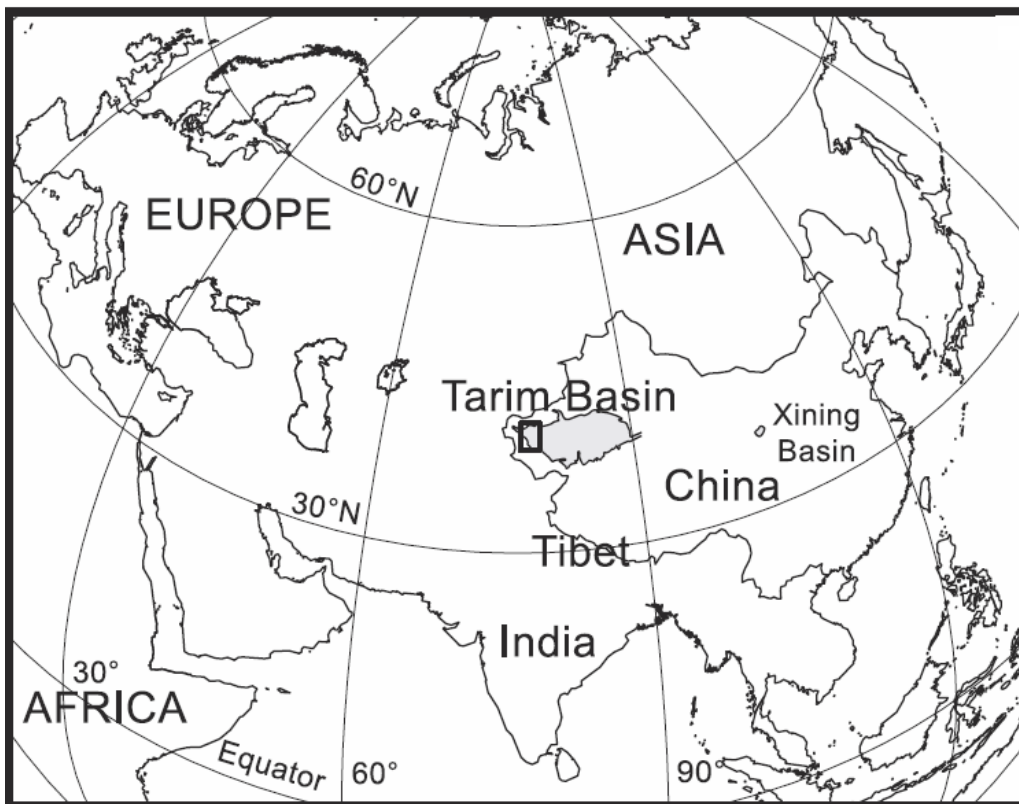 60°N
EUROPE
ASIA
Tarim Basin
Xining
Basin
China
30°N
Tibet
India
30°
AFRICA
Equator
60°
90°